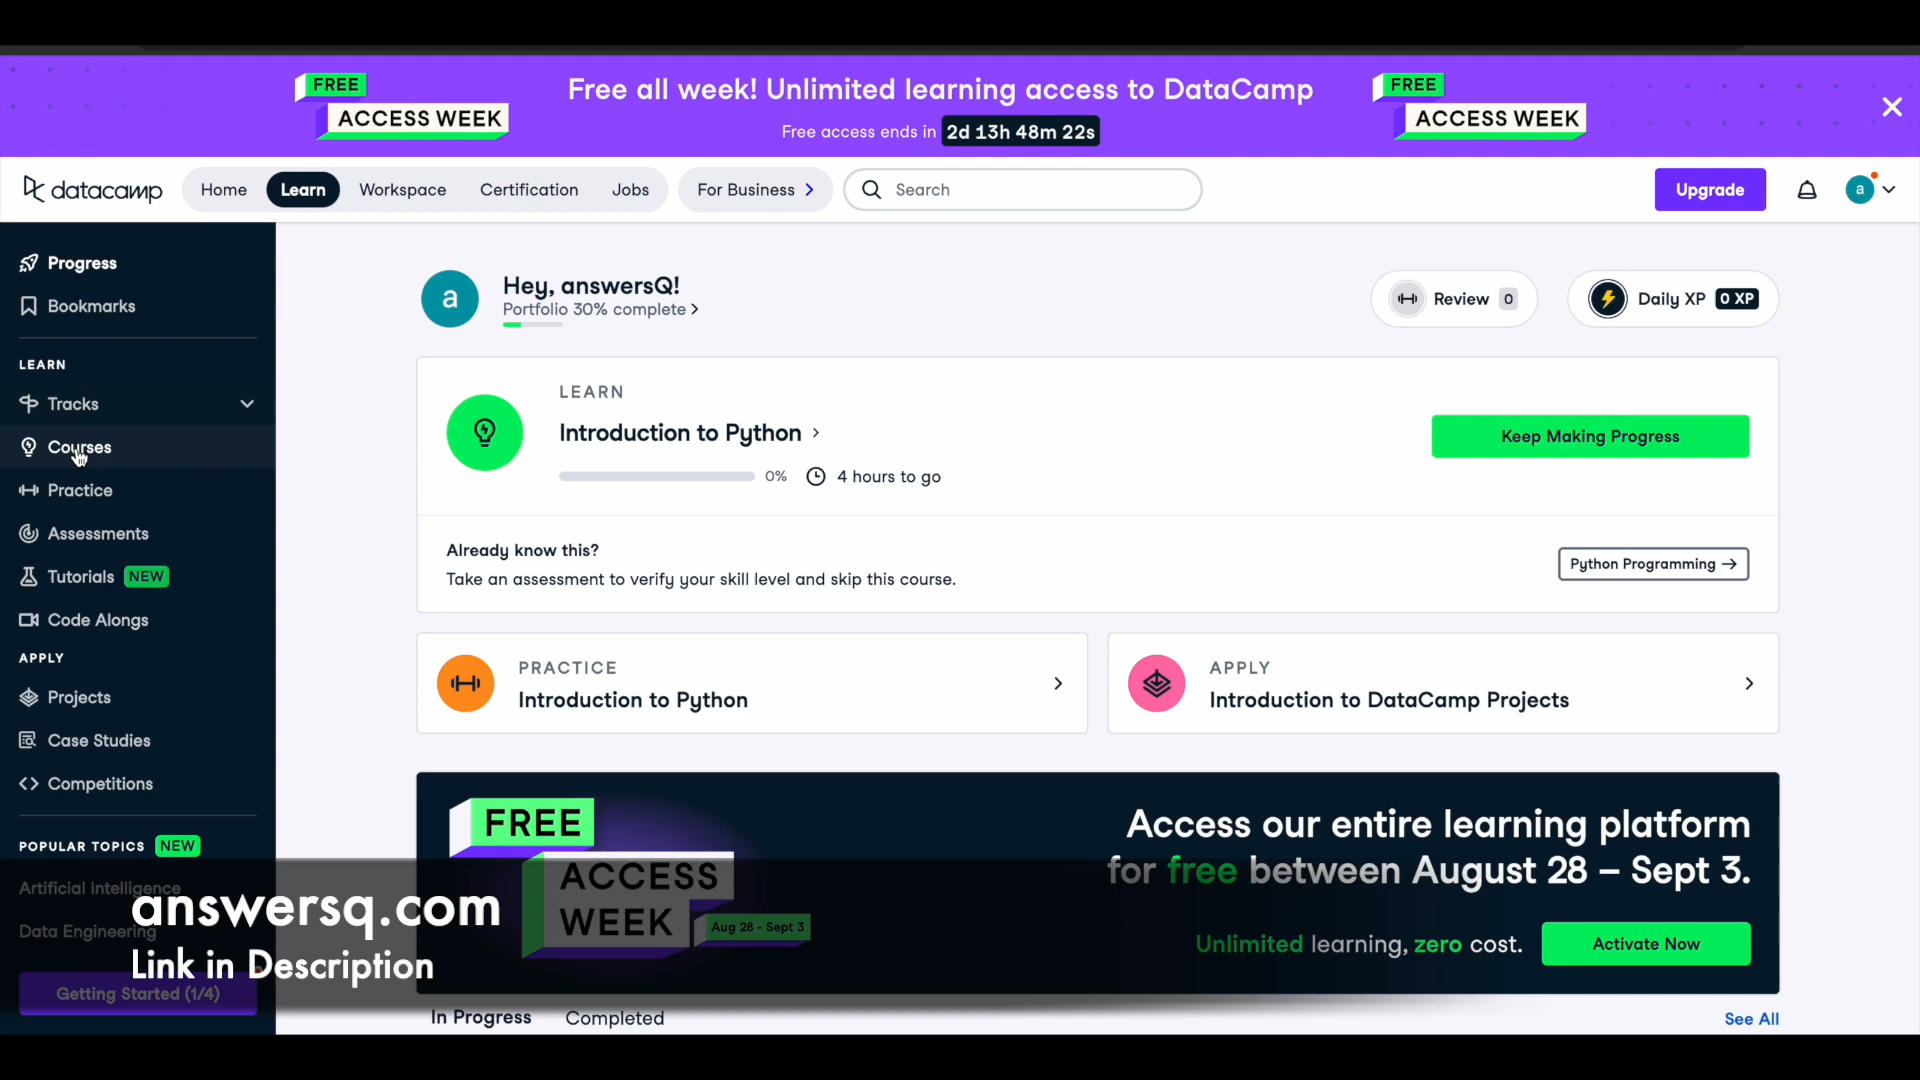 FREE
ACCESS WEEK
Free all week! Unlimited learning access to DataCamp
Free access ends in 2d 13h 48m 22s
FREE
ACCESS WEEK
datacamp
Home
Learn
Workspace
Certification
Jobs
For Business
Search
Upgrade
a
Progress
Bookmarks
LEARN
Tracks
Courses
Practice
Assessments
Tutorials NEW
Code Alongs
APPLY
Projects
Case Studies
Competitions
POPULAR TOPICS NEW
Artificial Intelligence
Data Engineering
Getting Started (1/4)
answersq.com
Link in Description
a
Hey, answersQ!
Portfolio 30% complete
Review 0
Daily XP 0 XP
LEARN
Introduction to Python
0%
4 hours to go
Keep Making Progress
Already know this?
Take an assessment to verify your skill level and skip this course.
Python Programming
PRACTICE
Introduction to Python
APPLY
Introduction to DataCamp Projects
FREE
ACCESS
WEEK
Aug 28 - Sept 3
Access our entire learning platform
for free between August 28 – Sept 3.
Unlimited learning, zero cost.
Activate Now
In Progress
Completed
See All